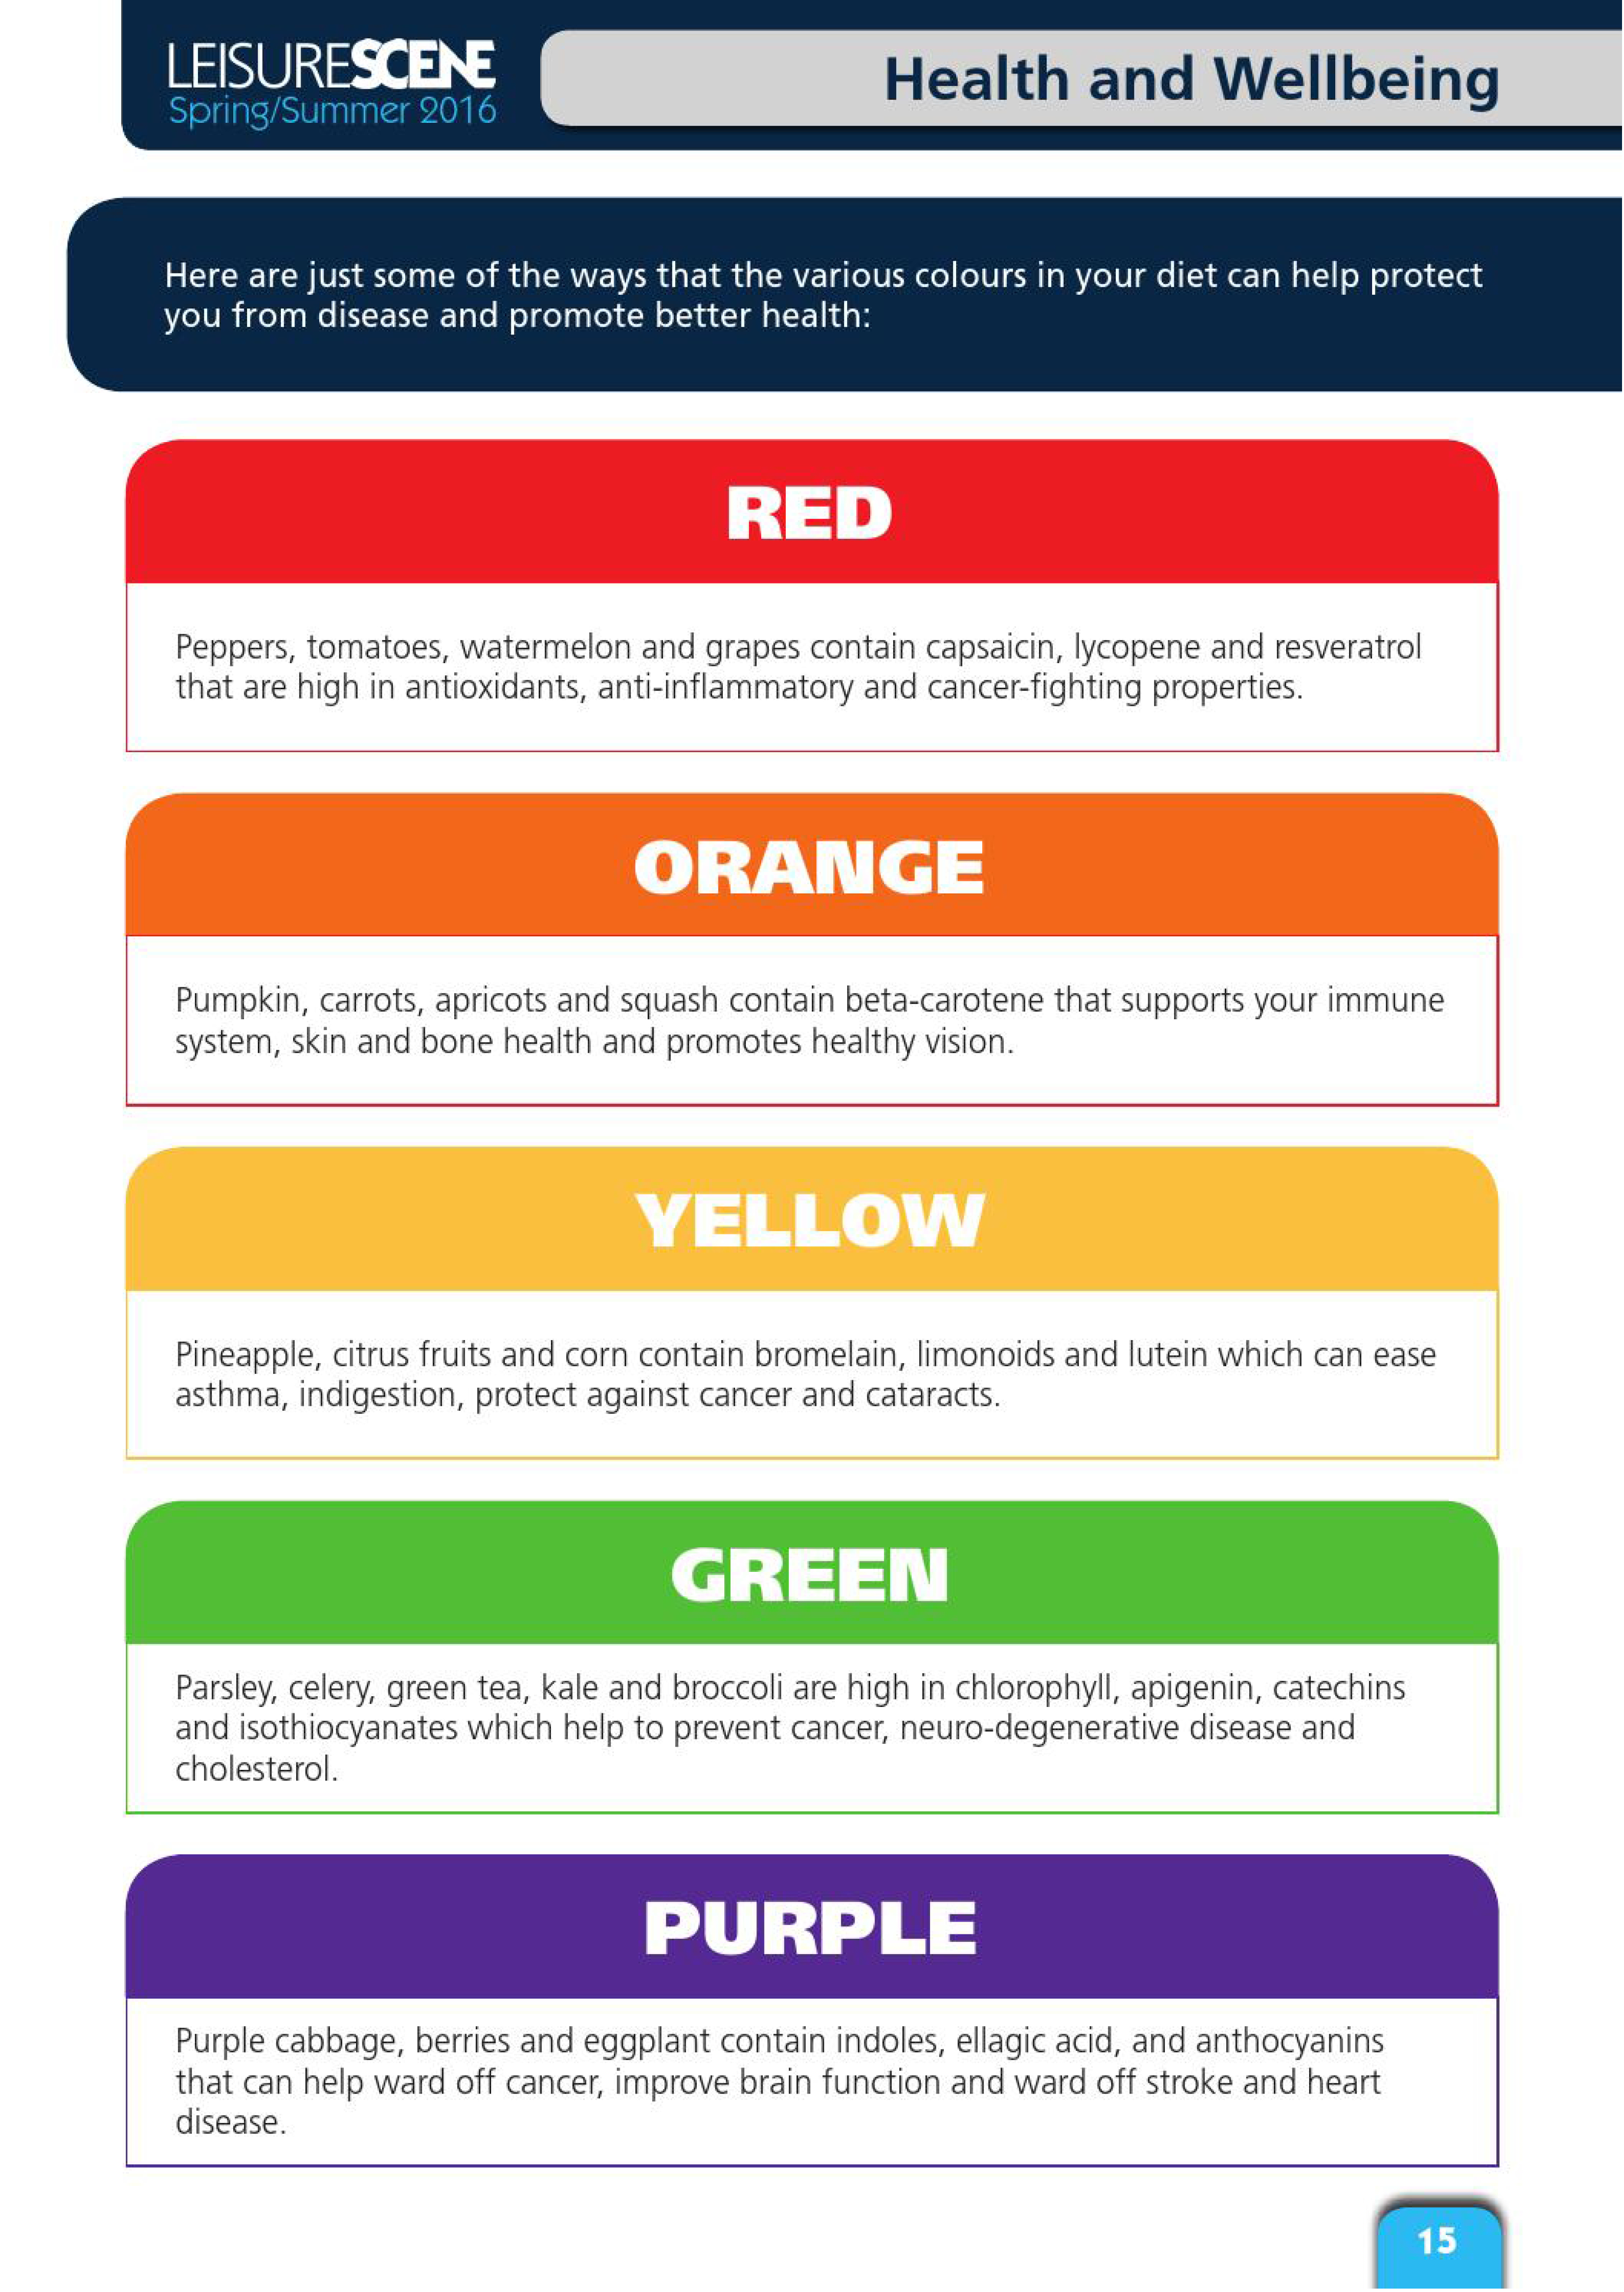 LEISURESCENE
Spring/Summer 2016
Health and Wellbeing
Here are just some of the ways that the various colours in your diet can help protect
you from disease and promote better health:
RED
Peppers, tomatoes, watermelon and grapes contain capsaicin, lycopene and resveratrol
that are high in antioxidants, anti-inflammatory and cancer-fighting properties.
ORANGE
Pumpkin, carrots, apricots and squash contain beta-carotene that supports your immune
system, skin and bone health and promotes healthy vision.
YELLOW
Pineapple, citrus fruits and corn contain bromelain, limonoids and lutein which can ease
asthma, indigestion, protect against cancer and cataracts.
GREEN
Parsley, celery, green tea, kale and broccoli are high in chlorophyll, apigenin, catechins
and isothiocyanates which help to prevent cancer, neuro-degenerative disease and
cholesterol.
PURPLE
Purple cabbage, berries and eggplant contain indoles, ellagic acid, and anthocyanins
that can help ward off cancer, improve brain function and ward off stroke and heart
disease.
15